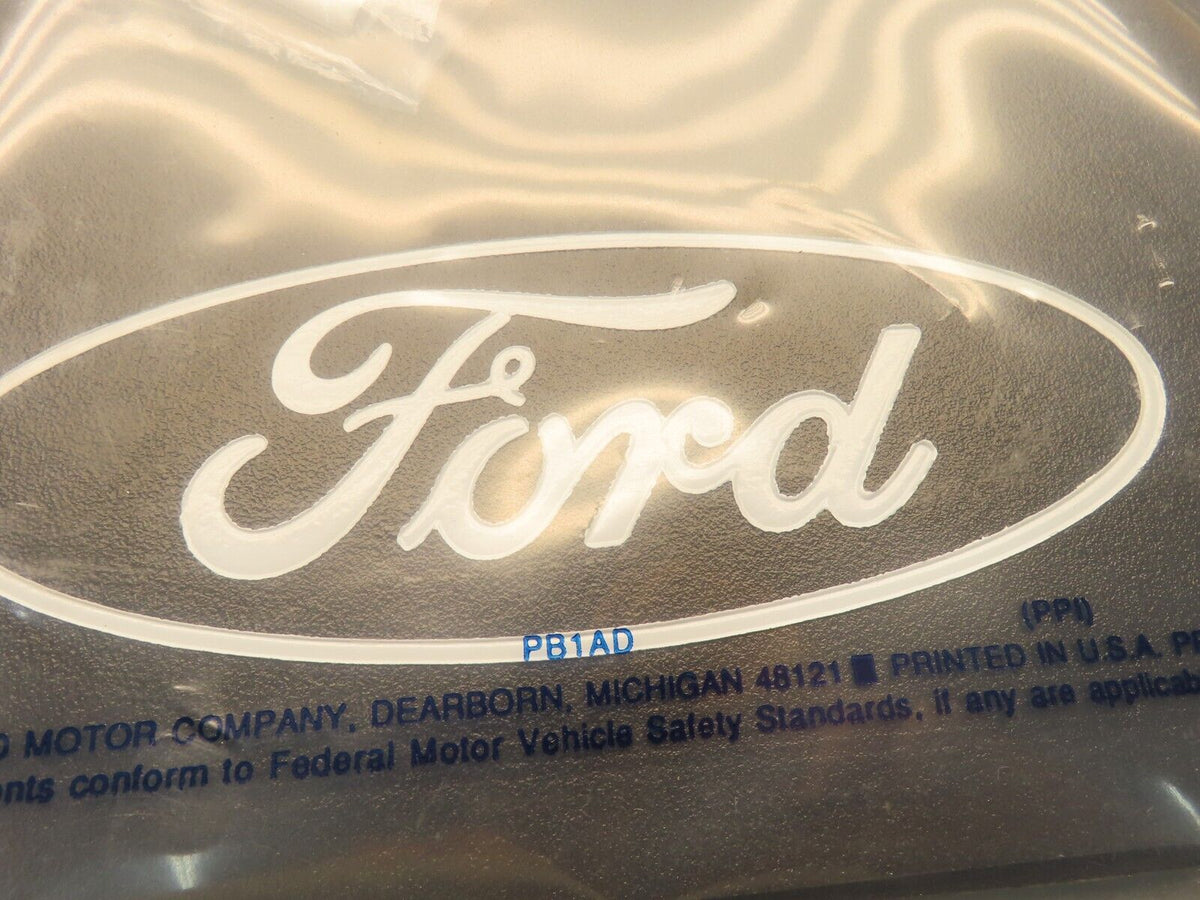 Ford
PB1AD
(PPI)
MOTOR COMPANY, DEARBORN, MICHIGAN 48121 ■ PRINTED IN U.S.A.
conform to Federal Motor Vehicle Safety Standards, if any are